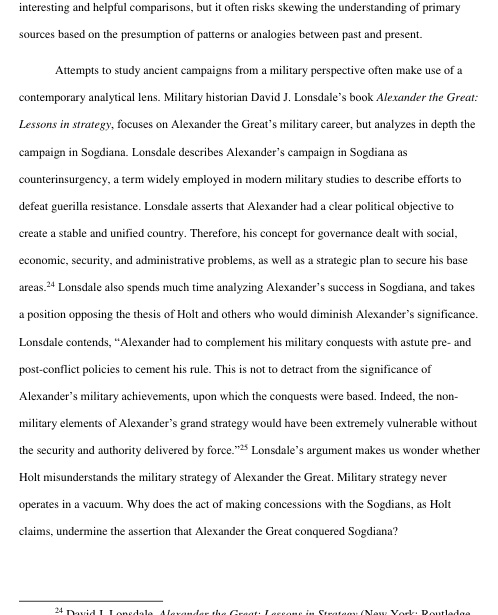 interesting and helpful comparisons, but it often risks skewing the understanding of primary
sources based on the presumption of patterns or analogies between past and present.
Attempts to study ancient campaigns from a military perspective often make use of a
contemporary analytical lens. Military historian David J. Lonsdale’s book Alexander the Great:
Lessons in strategy, focuses on Alexander the Great’s military career, but analyzes in depth the
campaign in Sogdiana. Lonsdale describes Alexander’s campaign in Sogdiana as
counterinsurgency, a term widely employed in modern military studies to describe efforts to
defeat guerilla resistance. Lonsdale asserts that Alexander had a clear political objective to
create a stable and unified country. Therefore, his concept for governance dealt with social,
economic, security, and administrative problems, as well as a strategic plan to secure his base
areas.24 Lonsdale also spends much time analyzing Alexander’s success in Sogdiana, and takes
a position opposing the thesis of Holt and others who would diminish Alexander’s significance.
Lonsdale contends, “Alexander had to complement his military conquests with astute pre- and
post-conflict policies to cement his rule. This is not to detract from the significance of
Alexander’s military achievements, upon which the conquests were based. Indeed, the non-
military elements of Alexander’s grand strategy would have been extremely vulnerable without
the security and authority delivered by force.”25 Lonsdale’s argument makes us wonder whether
Holt misunderstands the military strategy of Alexander the Great. Military strategy never
operates in a vacuum. Why does the act of making concessions with the Sogdians, as Holt
claims, undermine the assertion that Alexander the Great conquered Sogdiana?
24 David J. Lonsdale, Alexander the Great: Lessons in Strategy (New York: Routledge,